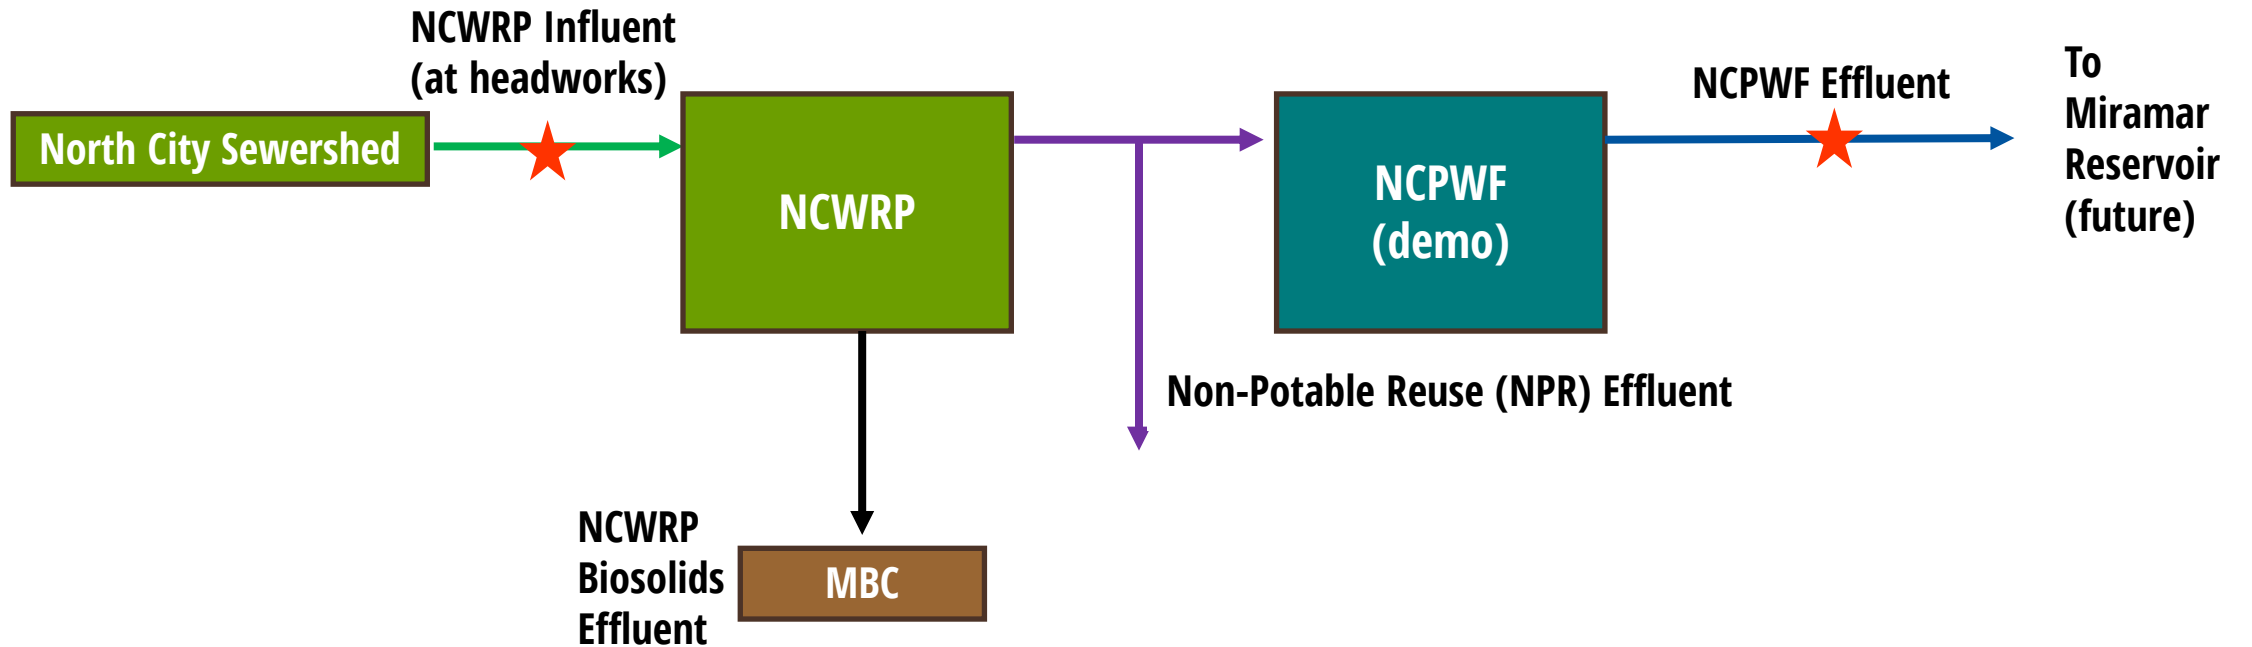 NCWRP Influent
(at headworks)
North City Sewershed
NCWRP
NCPWF
(demo)
NCPWF Effluent
To
Miramar
Reservoir
(future)
Non-Potable Reuse (NPR) Effluent
NCWRP
Biosolids
Effluent
MBC